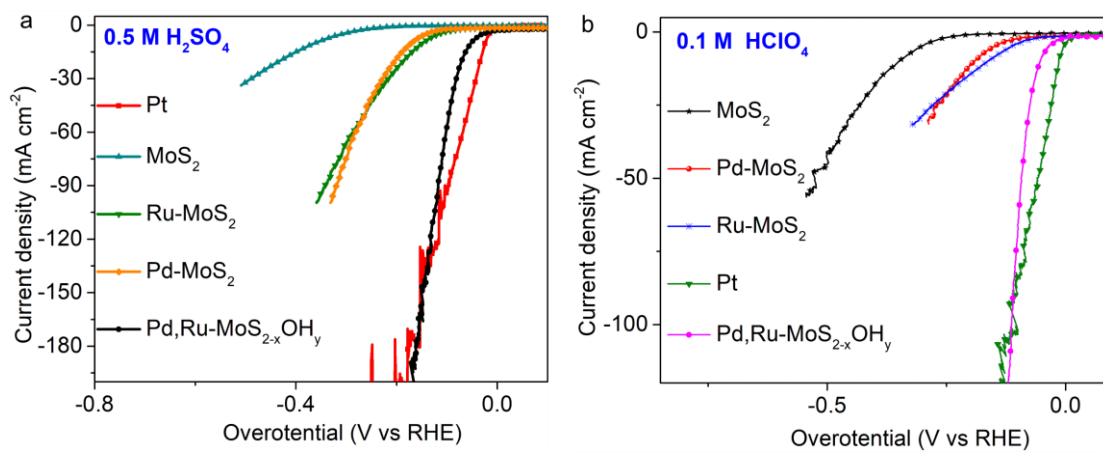 a
0.5 M H₂SO₄
0
-30
-60
-90
-120
-150
-180
Current density (mA cm⁻²)
Pt
MoS₂
Ru-MoS₂
Pd-MoS₂
Pd,Ru-MoS₂₋ₓOHᵧ
-0.8
-0.4
0.0
Overotential (V vs RHE)
b
0.1 M HClO₄
0
-50
-100
Current density (mA cm⁻²)
MoS₂
Pd-MoS₂
Ru-MoS₂
Pt
Pd,Ru-MoS₂₋ₓOHᵧ
-0.5
0.0
Overotential (V vs RHE)